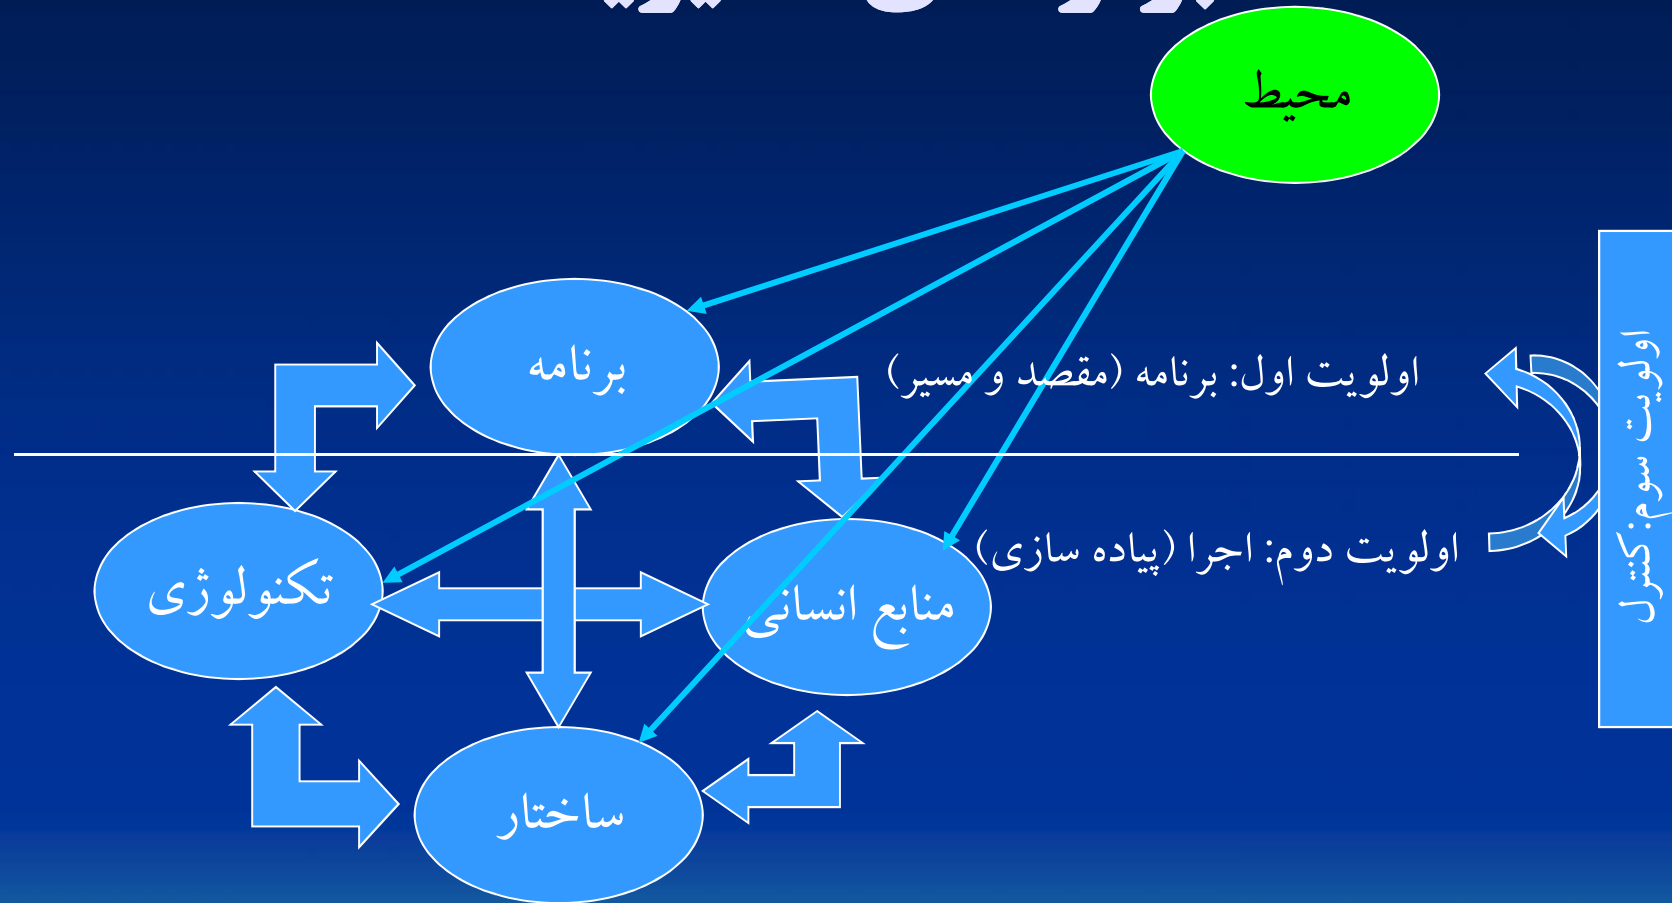 محیط
برنامه
اولویت اول: برنامه (مقصد و مسیر)
اولویت سوم: کنترل
اولویت دوم: اجرا (پیاده سازی)
تکنولوژی
منابع انسانی
ساختار